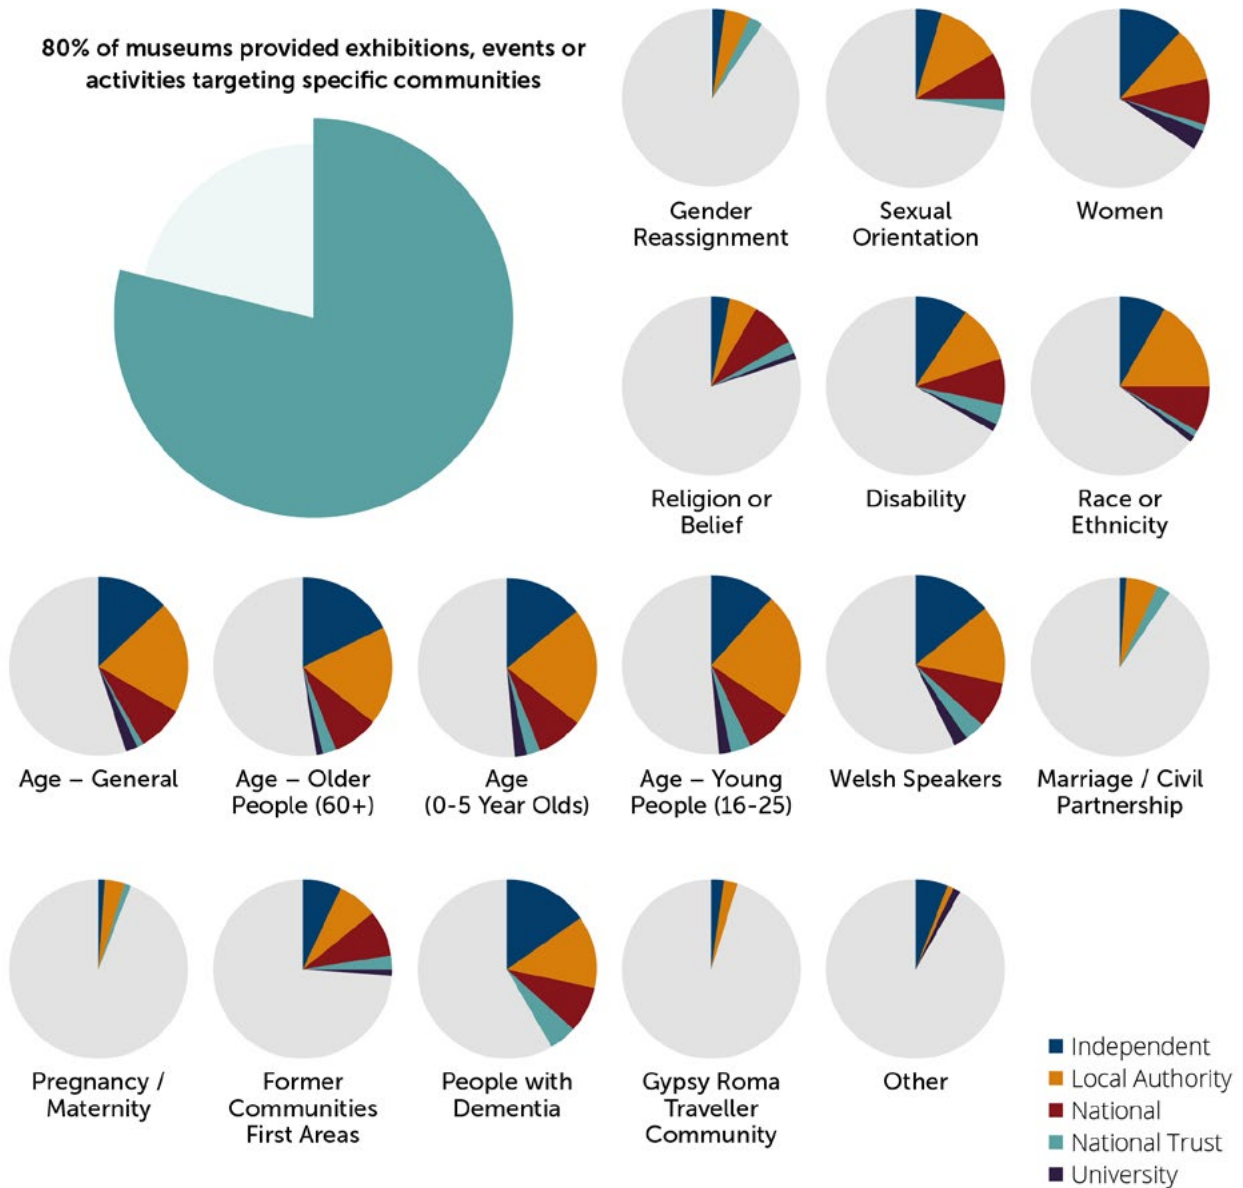 80% of museums provided exhibitions, events or
activities targeting specific communities
Gender
Reassignment
Sexual
Orientation
Women
Religion or
Belief
Disability
Race or
Ethnicity
Age – General
Age – Older
People (60+)
Age
(0-5 Year Olds)
Age – Young
People (16-25)
Welsh Speakers
Marriage / Civil
Partnership
Pregnancy /
Maternity
Former
Communities
First Areas
People with
Dementia
Gypsy Roma
Traveller
Community
Other
Independent
Local Authority
National
National Trust
University